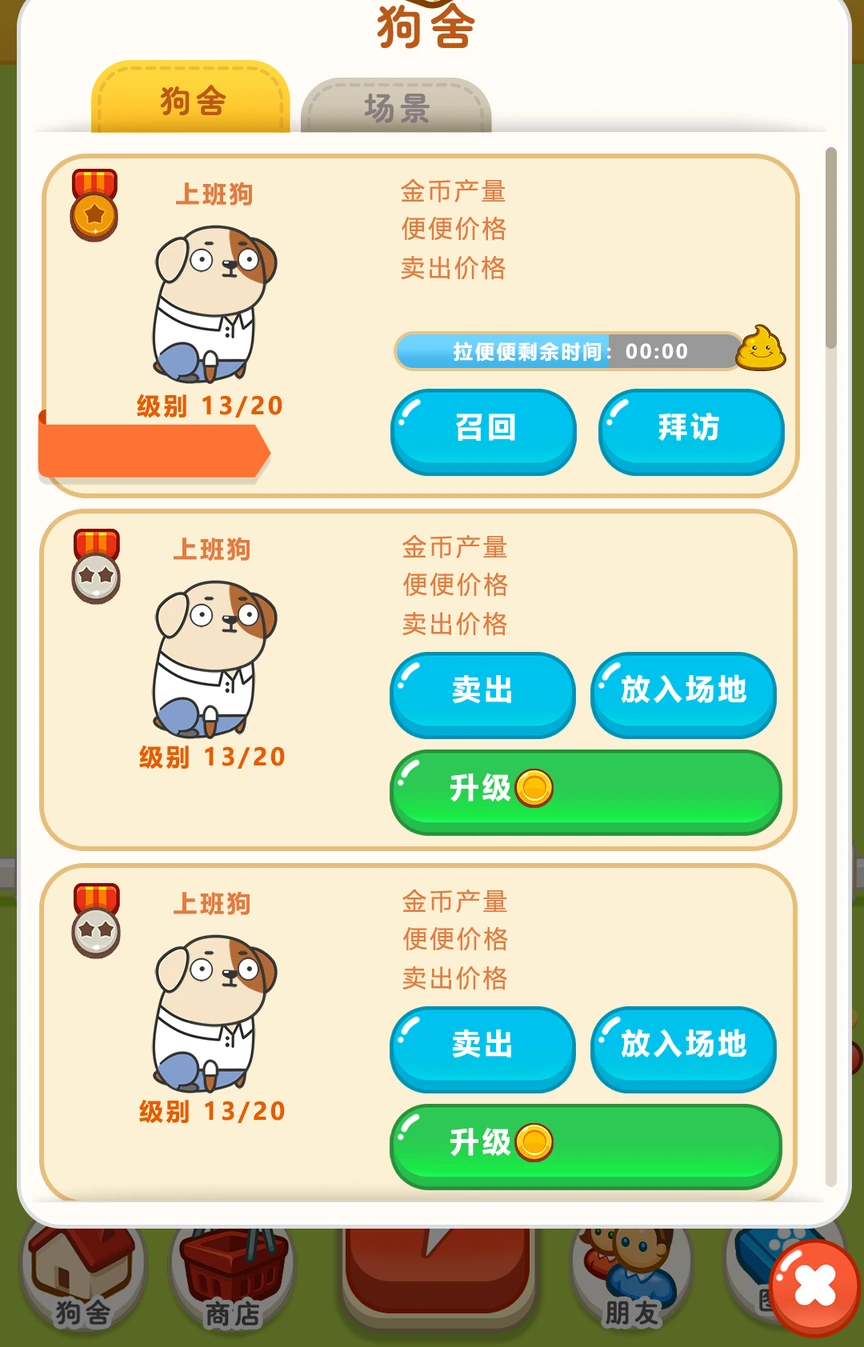 狗舍
狗舍
场景
上班狗
金币产量
便便价格
卖出价格
拉便便剩余时间: 00:00
级别 13/20
召回
拜访
上班狗
金币产量
便便价格
卖出价格
卖出
放入场地
级别 13/20
升级
上班狗
金币产量
便便价格
卖出价格
卖出
放入场地
级别 13/20
升级
狗舍
商店
朋友